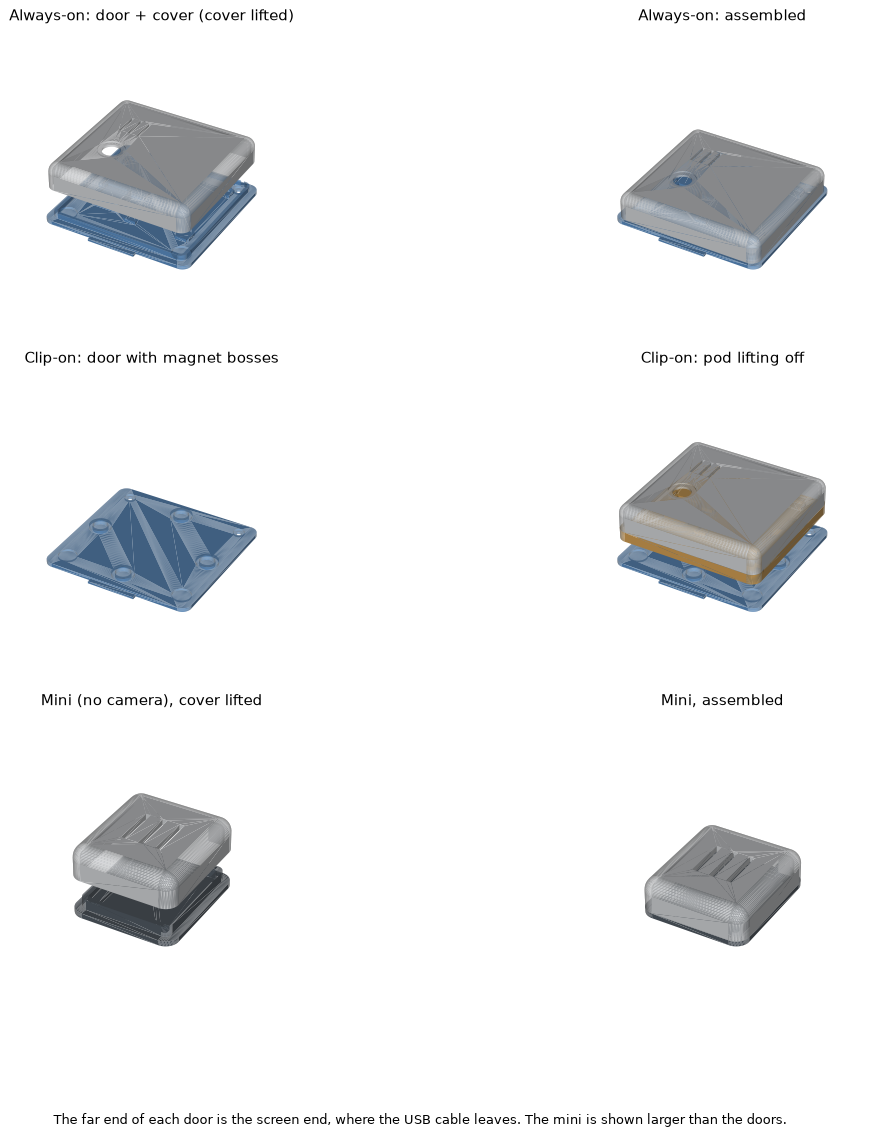 Always-on: door + cover (cover lifted)
Always-on: assembled
Clip-on: door with magnet bosses
Clip-on: pod lifting off
Mini (no camera), cover lifted
Mini, assembled
The far end of each door is the screen end, where the USB cable leaves. The mini is shown larger than the doors.